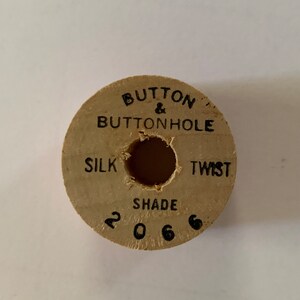 BUTTON
&
BUTTONHOLE
SILK TWIST
SHADE
2066